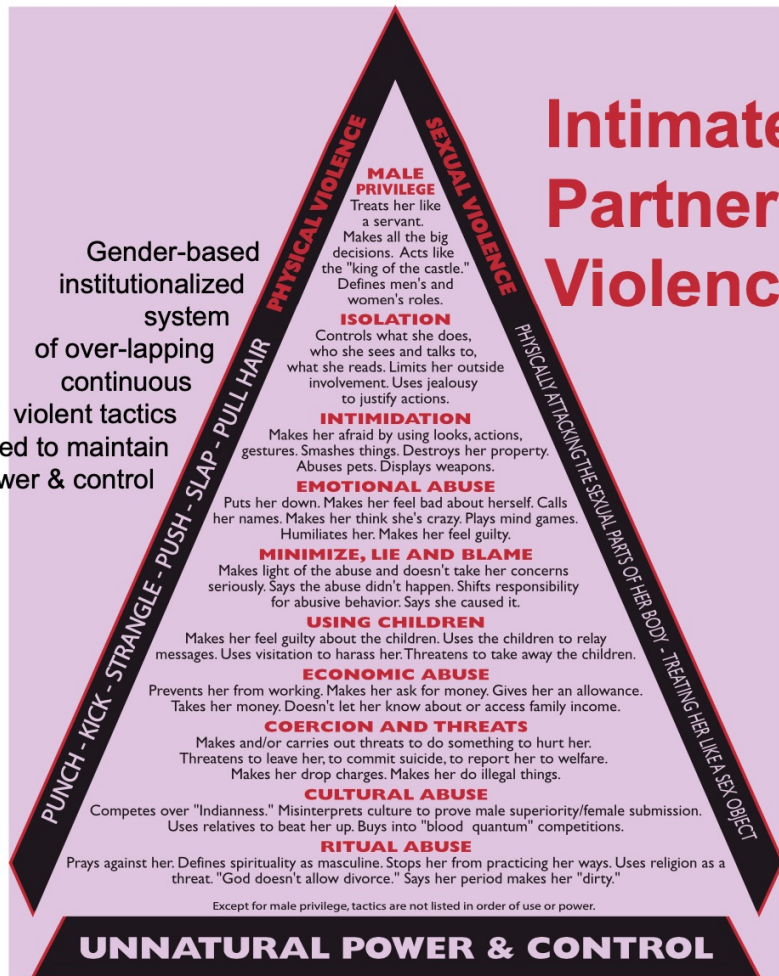 Intimate
Partner
Violenc
Gender-based
institutionalized
system
of over-lapping
continuous
violent tactics
ed to maintain
wer & control
PHYSICAL VIOLENCE
PUNCH - KICK - STRANGLE - PUSH - SLAP - PULL HAIR
SEXUAL VIOLENCE
PHYSICALLY ATTACKING THE SEXUAL PARTS OF HER BODY - TREATING HER LIKE A SEX OBJECT
MALE
PRIVILEGE
Treats her like
a servant.
Makes all the big
decisions. Acts like
the "king of the castle."
Defines men's and
women's roles.
ISOLATION
Controls what she does,
who she sees and talks to,
what she reads. Limits her outside
involvement. Uses jealousy
to justify actions.
INTIMIDATION
Makes her afraid by using looks, actions,
gestures. Smashes things. Destroys her property.
Abuses pets. Displays weapons.
EMOTIONAL ABUSE
Puts her down. Makes her feel bad about herself. Calls
her names. Makes her think she's crazy. Plays mind games.
Humiliates her. Makes her feel guilty.
MINIMIZE, LIE AND BLAME
Makes light of the abuse and doesn't take her concerns
seriously. Says the abuse didn't happen. Shifts responsibility
for abusive behavior. Says she caused it.
USING CHILDREN
Makes her feel guilty about the children. Uses the children to relay
messages. Uses visitation to harass her. Threatens to take away the children.
ECONOMIC ABUSE
Prevents her from working. Makes her ask for money. Gives her an allowance.
Takes her money. Doesn't let her know about or access family income.
COERCION AND THREATS
Makes and/or carries out threats to do something to hurt her.
Threatens to leave her, to commit suicide, to report her to welfare.
Makes her drop charges. Makes her do illegal things.
CULTURAL ABUSE
Competes over "Indianness." Misinterprets culture to prove male superiority/female submission.
Uses relatives to beat her up. Buys into "blood quantum" competitions.
RITUAL ABUSE
Prays against her. Defines spirituality as masculine. Stops her from practicing her ways. Uses religion as a
threat. "God doesn't allow divorce." Says her period makes her "dirty."
Except for male privilege, tactics are not listed in order of use or power.
UNNATURAL POWER & CONTROL